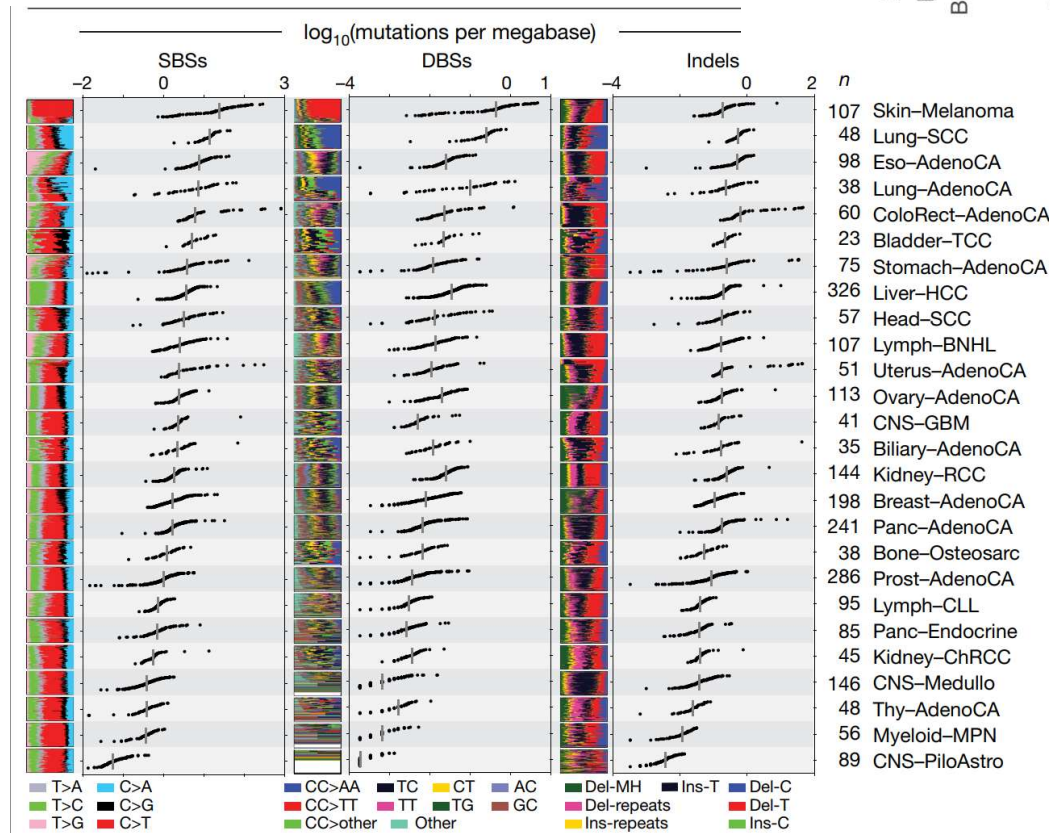 B
log10(mutations per megabase)
SBSs DBSs Indels n
−2 0 3 −4 0 1 −4 0 2
107 Skin–Melanoma
48 Lung–SCC
98 Eso–AdenoCA
38 Lung–AdenoCA
60 ColoRect–AdenoCA
23 Bladder–TCC
75 Stomach–AdenoCA
326 Liver–HCC
57 Head–SCC
107 Lymph–BNHL
51 Uterus–AdenoCA
113 Ovary–AdenoCA
41 CNS–GBM
35 Biliary–AdenoCA
144 Kidney–RCC
198 Breast–AdenoCA
241 Panc–AdenoCA
38 Bone–Osteosarc
286 Prost–AdenoCA
95 Lymph–CLL
85 Panc–Endocrine
45 Kidney–ChRCC
146 CNS–Medullo
48 Thy–AdenoCA
56 Myeloid–MPN
89 CNS–PiloAstro
T>A C>A CC>AA TC CT AC Del-MH Ins-T Del-C
T>C C>G CC>TT TT TG GC Del-repeats Del-T
T>G C>T CC>other Other Ins-repeats Ins-C